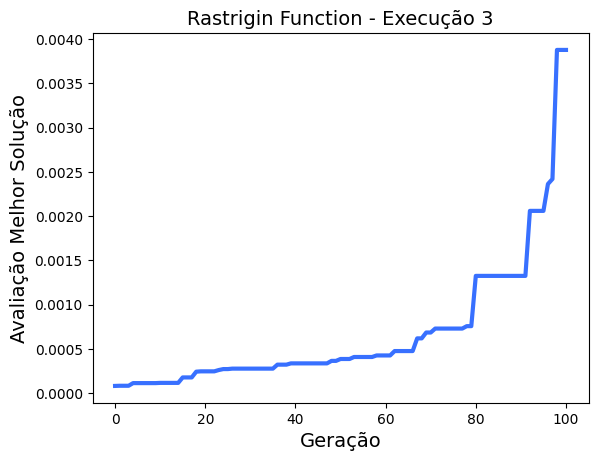 Rastrigin Function - Execução 3
Avaliação Melhor Solução
0.0040
0.0035
0.0030
0.0025
0.0020
0.0015
0.0010
0.0005
0.0000
0 20 40 60 80 100
Geração